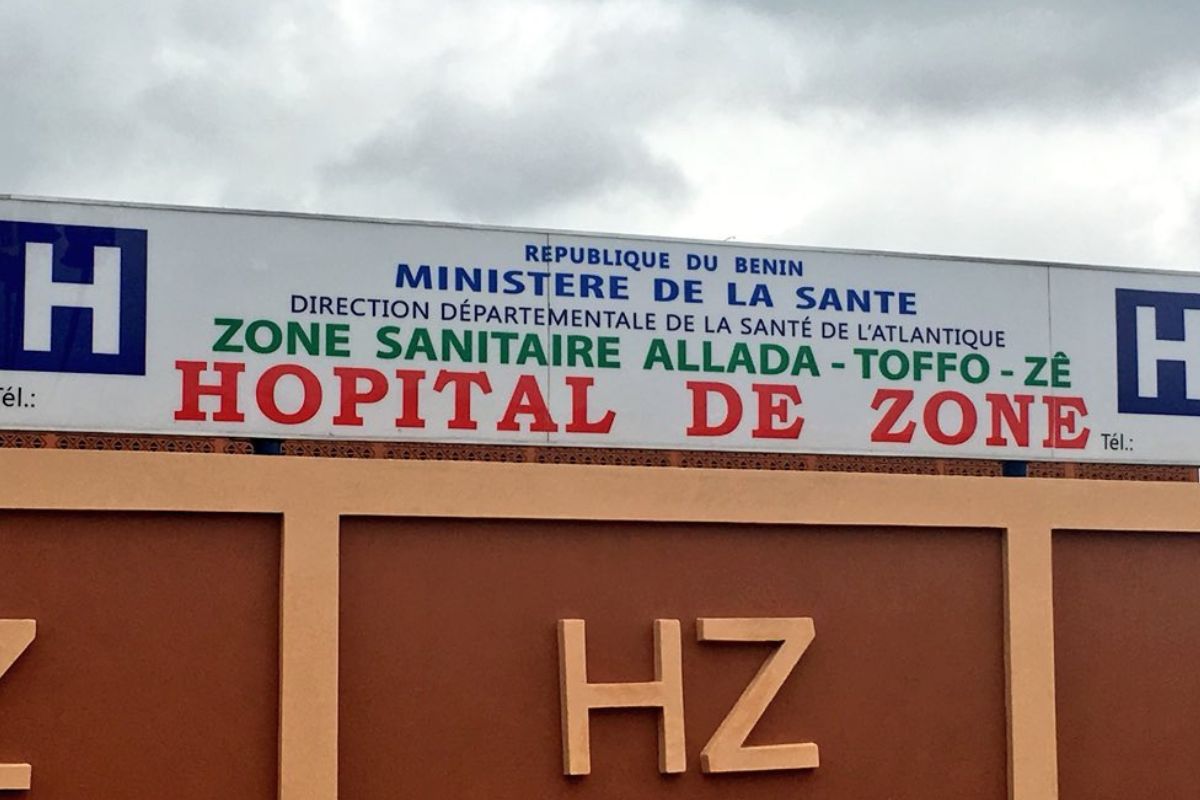 H
REPUBLIQUE DU BENIN
MINISTERE DE LA SANTE
DIRECTION DÉPARTEMENTALE DE LA SANTÉ DE L'ATLANTIQUE
ZONE SANITAIRE ALLADA - TOFFO - ZÊ
HOPITAL DE ZONE
H
Tél.:
Tél.:
Z
HZ